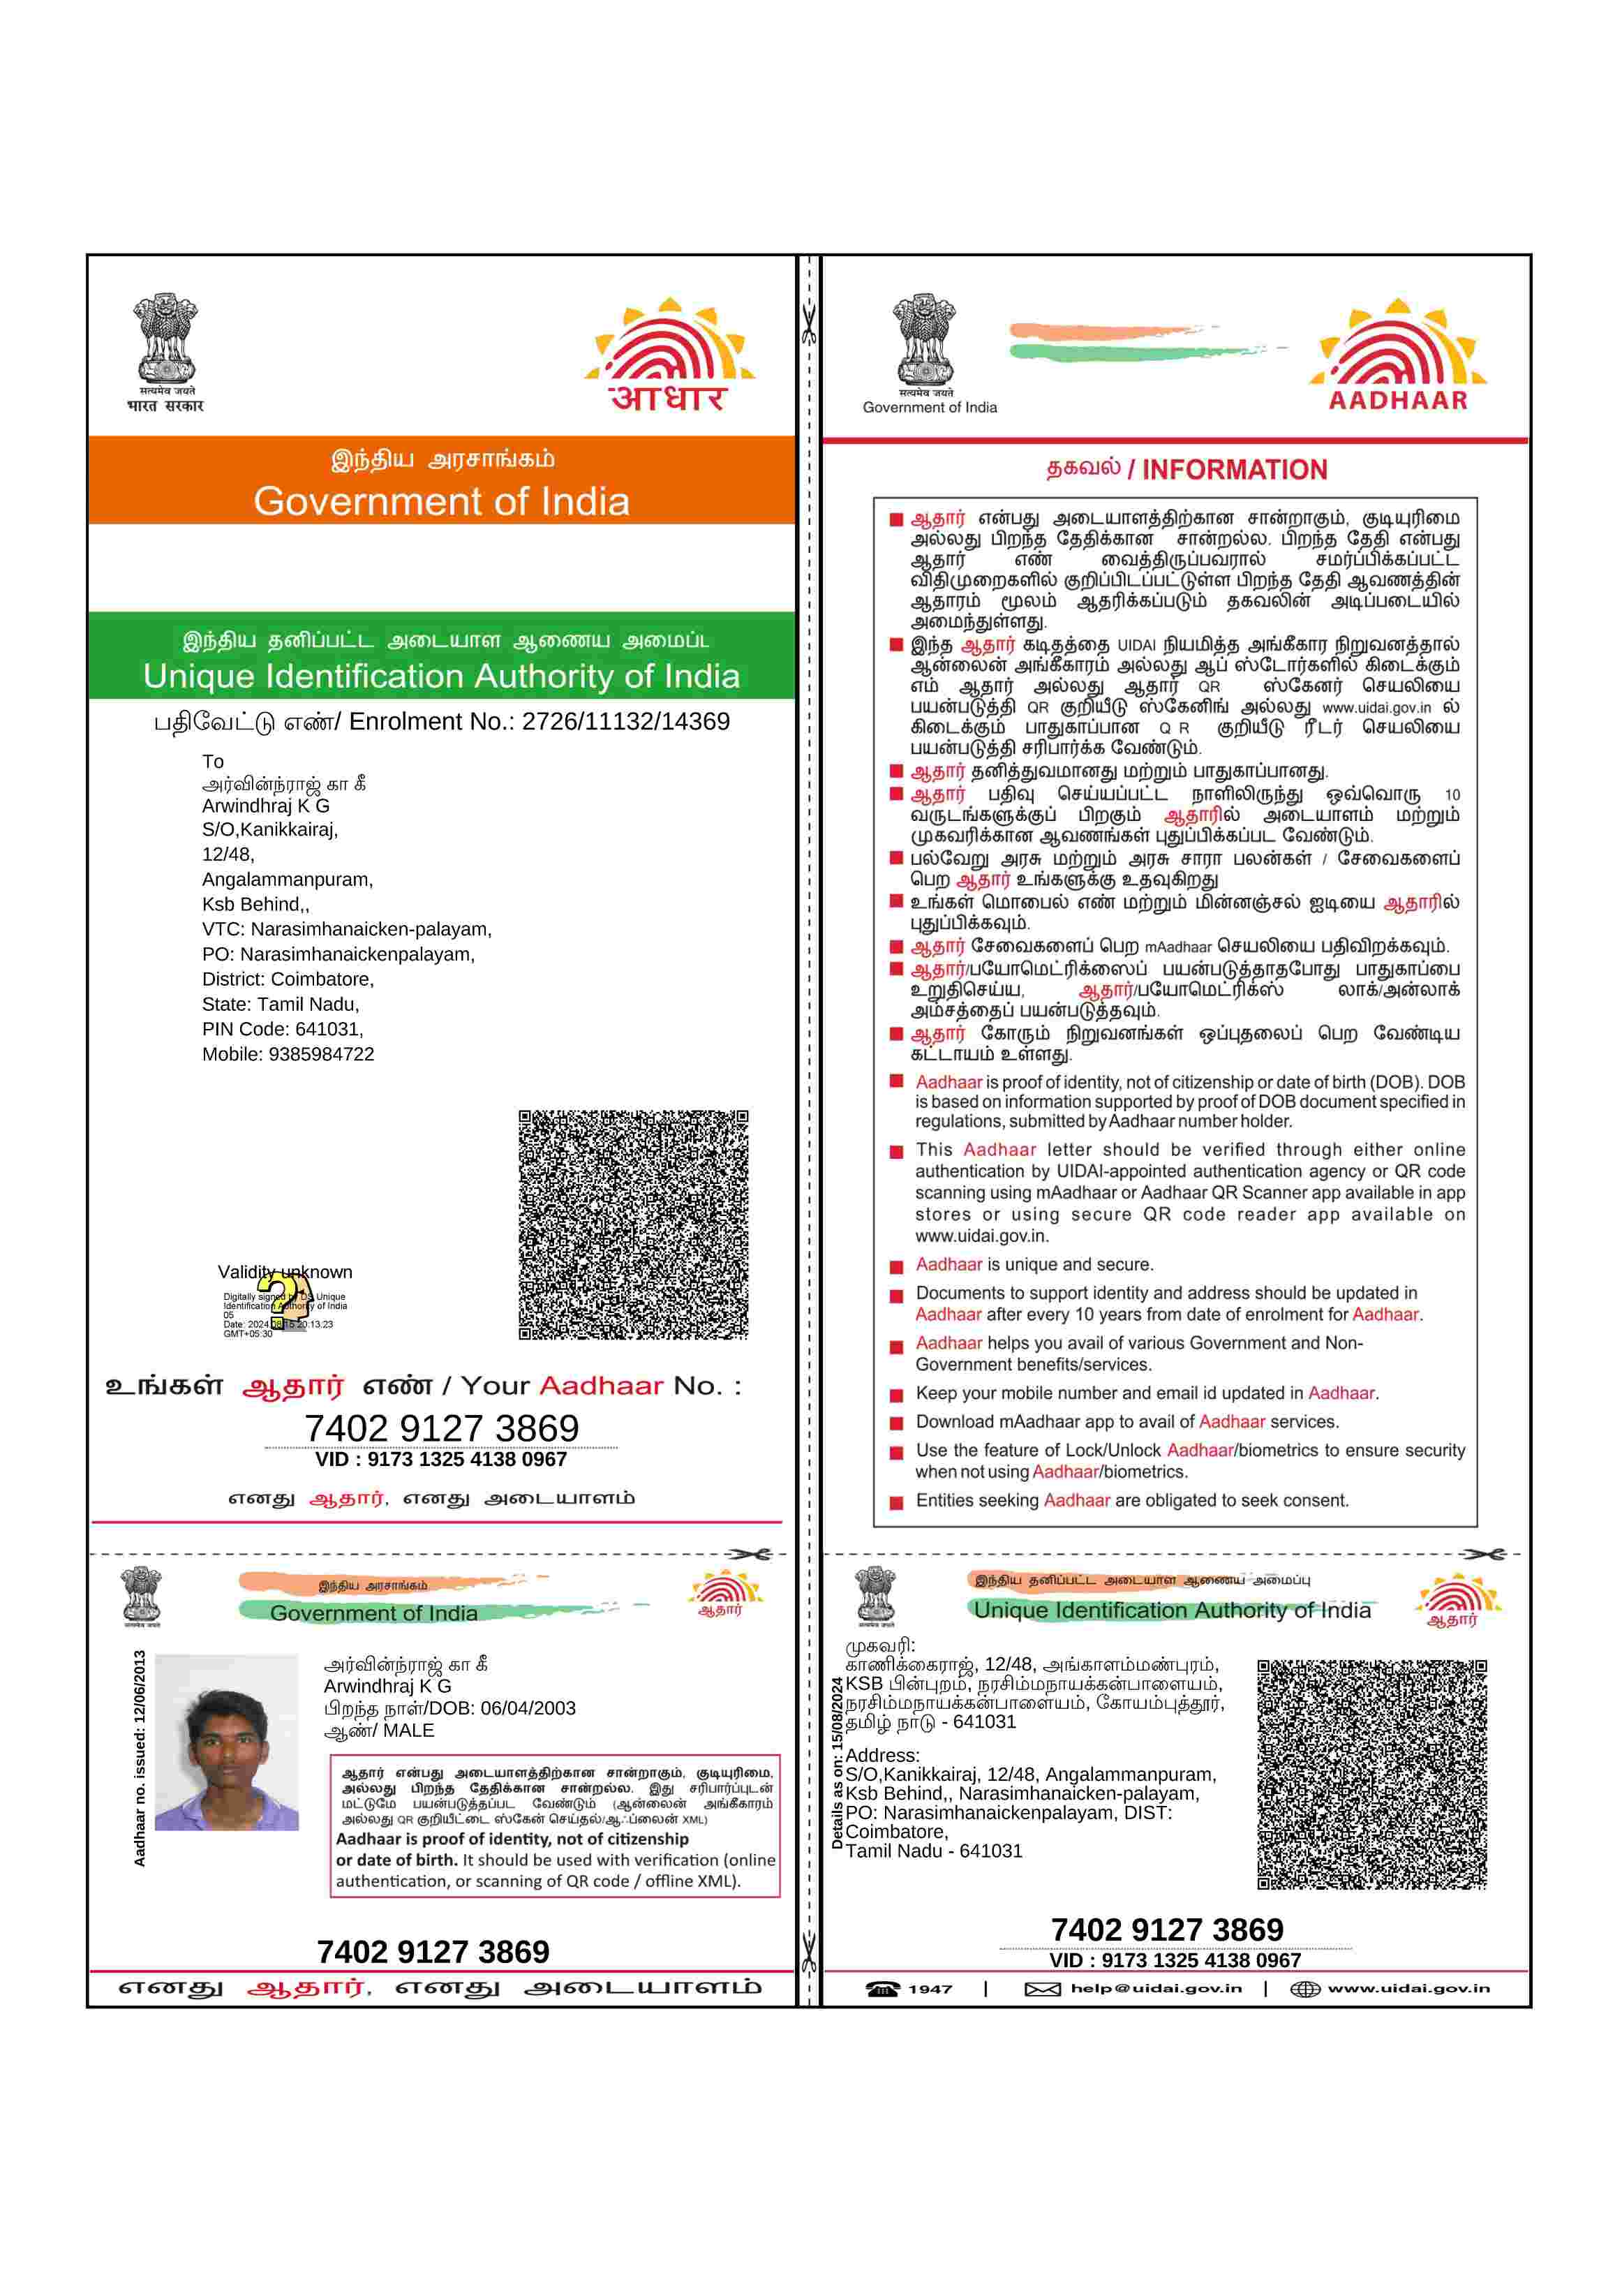 सत्यमेव जयते
भारत सरकार
आधार
இந்திய அரசாங்கம்
Government of India
இந்திய தனிப்பட்ட அடையாள ஆணைய அமைப்பு
Unique Identification Authority of India
பதிவேட்டு எண்/ Enrolment No.: 2726/11132/14369
To
அர்வின்ந்ராஜ் கா கீ
Arwindhraj K G
S/O,Kanikkairaj,
12/48,
Angalammanpuram,
Ksb Behind,,
VTC: Narasimhanaicken-palayam,
PO: Narasimhanaickenpalayam,
District: Coimbatore,
State: Tamil Nadu,
PIN Code: 641031,
Mobile: 9385984722
Validity unknown
Digitally signed by DS Unique
Identification Authority of India
05
Date: 2024.08.15 20:13:23
GMT+05:30
உங்கள் ஆதார் எண் / Your Aadhaar No. :
7402 9127 3869
VID : 9173 1325 4138 0967
எனது ஆதார், எனது அடையாளம்
सत्यमेव जयते
Government of India
AADHAAR
தகவல் / INFORMATION
ஆதார் என்பது அடையாளத்திற்கான சான்றாகும், குடியுரிமை
அல்லது பிறந்த தேதிக்கான சான்றல்ல. பிறந்த தேதி என்பது
ஆதார் எண் வைத்திருப்பவரால் சமர்ப்பிக்கப்பட்ட
விதிமுறைகளில் குறிப்பிடப்பட்டுள்ள பிறந்த தேதி ஆவணத்தின்
ஆதாரம் மூலம் ஆதரிக்கப்படும் தகவலின் அடிப்படையில்
அமைந்துள்ளது.
இந்த ஆதார் கடிதத்தை UIDAI நியமித்த அங்கீகார நிறுவனத்தால்
ஆன்லைன் அங்கீகாரம் அல்லது ஆப் ஸ்டோர்களில் கிடைக்கும்
எம் ஆதார் அல்லது ஆதார் QR ஸ்கேனர் செயலியை
பயன்படுத்தி QR குறியீடு ஸ்கேனிங் அல்லது www.uidai.gov.in ல்
கிடைக்கும் பாதுகாப்பான Q R குறியீடு ரீடர் செயலியை
பயன்படுத்தி சரிபார்க்க வேண்டும்.
ஆதார் தனித்துவமானது மற்றும் பாதுகாப்பானது.
ஆதார் பதிவு செய்யப்பட்ட நாளிலிருந்து ஒவ்வொரு 10
வருடங்களுக்குப் பிறகும் ஆதாரில் அடையாளம் மற்றும்
முகவரிக்கான ஆவணங்கள் புதுப்பிக்கப்பட வேண்டும்.
பல்வேறு அரசு மற்றும் அரசு சாரா பலன்கள் / சேவைகளைப்
பெற ஆதார் உங்களுக்கு உதவுகிறது
உங்கள் மொபைல் எண் மற்றும் மின்னஞ்சல் ஐடியை ஆதாரில்
புதுப்பிக்கவும்.
ஆதார் சேவைகளைப் பெற mAadhaar செயலியை பதிவிறக்கவும்.
ஆதார்/பயோமெட்ரிக்ஸைப் பயன்படுத்தாதபோது பாதுகாப்பை
உறுதிசெய்ய, ஆதார்/பயோமெட்ரிக்ஸ் லாக்/அன்லாக்
அம்சத்தைப் பயன்படுத்தவும்.
ஆதார் கோரும் நிறுவனங்கள் ஒப்புதலைப் பெற வேண்டிய
கட்டாயம் உள்ளது.
Aadhaar is proof of identity, not of citizenship or date of birth (DOB). DOB
is based on information supported by proof of DOB document specified in
regulations, submitted by Aadhaar number holder.
This Aadhaar letter should be verified through either online
authentication by UIDAI-appointed authentication agency or QR code
scanning using mAadhaar or Aadhaar QR Scanner app available in app
stores or using secure QR code reader app available on
www.uidai.gov.in.
Aadhaar is unique and secure.
Documents to support identity and address should be updated in
Aadhaar after every 10 years from date of enrolment for Aadhaar.
Aadhaar helps you avail of various Government and Non-
Government benefits/services.
Keep your mobile number and email id updated in Aadhaar.
Download mAadhaar app to avail of Aadhaar services.
Use the feature of Lock/Unlock Aadhaar/biometrics to ensure security
when not using Aadhaar/biometrics.
Entities seeking Aadhaar are obligated to seek consent.
இந்திய அரசாங்கம்
Government of India
ஆதார்
Aadhaar no. issued: 12/06/2013
அர்வின்ந்ராஜ் கா கீ
Arwindhraj K G
பிறந்த நாள்/DOB: 06/04/2003
ஆண்/ MALE
ஆதார் என்பது அடையாளத்திற்கான சான்றாகும், குடியுரிமை,
அல்லது பிறந்த தேதிக்கான சான்றல்ல. இது சரிபார்ப்புடன்
மட்டுமே பயன்படுத்தப்பட வேண்டும் (ஆன்லைன் அங்கீகாரம்
அல்லது QR குறியீட்டை ஸ்கேன் செய்தல்/ஆஃப்லைன் XML)
Aadhaar is proof of identity, not of citizenship
or date of birth. It should be used with verification (online
authentication, or scanning of QR code / offline XML).
7402 9127 3869
எனது ஆதார், எனது அடையாளம்
இந்திய தனிப்பட்ட அடையாள ஆணைய அமைப்பு
Unique Identification Authority of India
ஆதார்
Details as on: 15/08/2024
முகவரி:
காணிக்கைராஜ், 12/48, அங்காளம்மண்புரம்,
KSB பின்புறம், நரசிம்மநாயக்கன்பாளையம்,
நரசிம்மநாயக்கன்பாளையம், கோயம்புத்தூர்,
தமிழ் நாடு - 641031
Address:
S/O,Kanikkairaj, 12/48, Angalammanpuram,
Ksb Behind,, Narasimhanaicken-palayam,
PO: Narasimhanaickenpalayam, DIST:
Coimbatore,
Tamil Nadu - 641031
7402 9127 3869
VID : 9173 1325 4138 0967
1947 | help@uidai.gov.in | www.uidai.gov.in